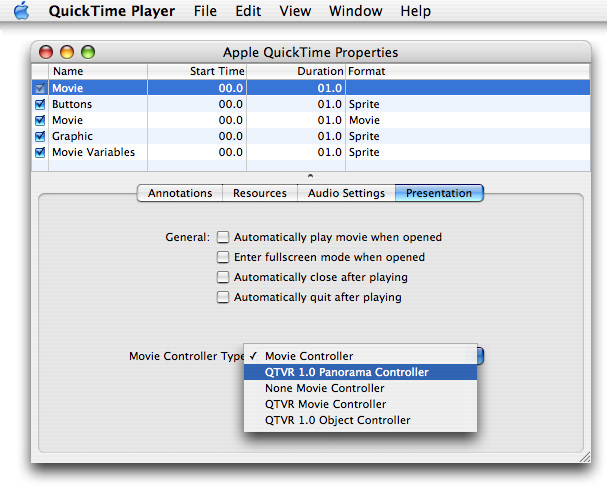 QuickTime Player File Edit View Window Help
Apple QuickTime Properties
Name Start Time Duration Format
Movie 00.0 01.0
Buttons 00.0 01.0 Sprite
Movie 00.0 01.0 Movie
Graphic 00.0 01.0 Sprite
Movie Variables 00.0 01.0 Sprite
Annotations Resources Audio Settings Presentation
General: Automatically play movie when opened
Enter fullscreen mode when opened
Automatically close after playing
Automatically quit after playing
Movie Controller Type ✓ Movie Controller
QTVR 1.0 Panorama Controller
None Movie Controller
QTVR Movie Controller
QTVR 1.0 Object Controller